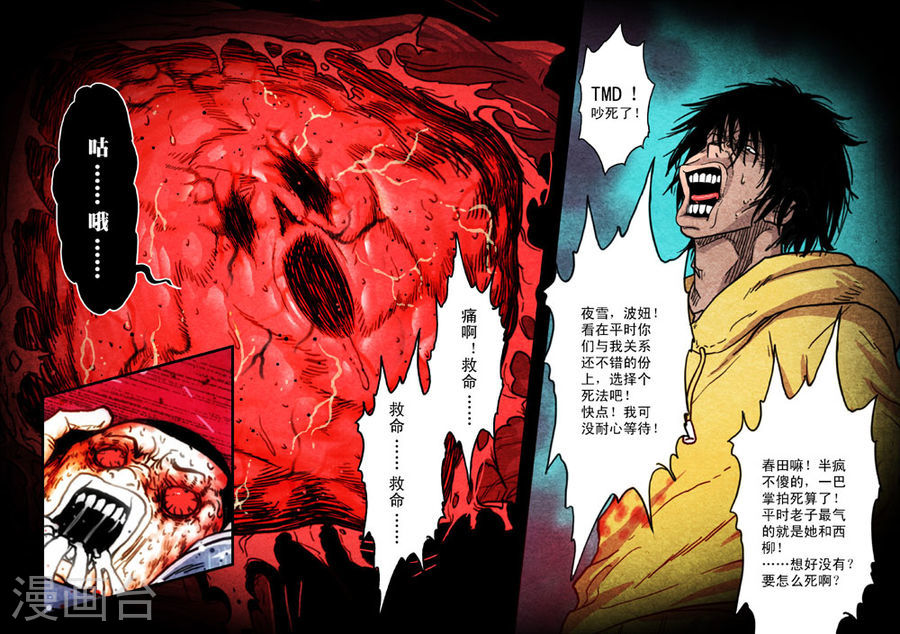 TMD！
吵死了！
夜雪，波妞！
看在平时你
们与我关系
还不错的份
上，选择个
死法吧！
快点！我可
没耐心等待！
春田嘛！半疯
不傻的，一巴
掌拍死算了！
平时老子最气
的就是她和西
柳！
……想好没有？
要怎么死啊？
咕……哦……
痛啊！救命……
救命……救命……
漫画台